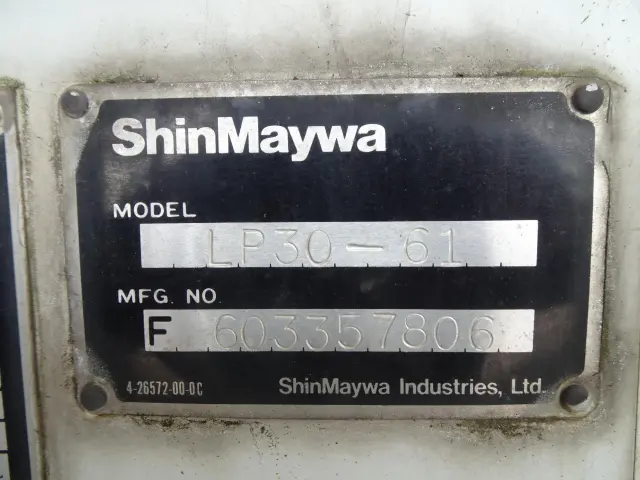 ShinMaywa
MODEL
LP30-61
MFG. NO.
F 603357806
4-26572-00-0C
ShinMaywa Industries, Ltd.